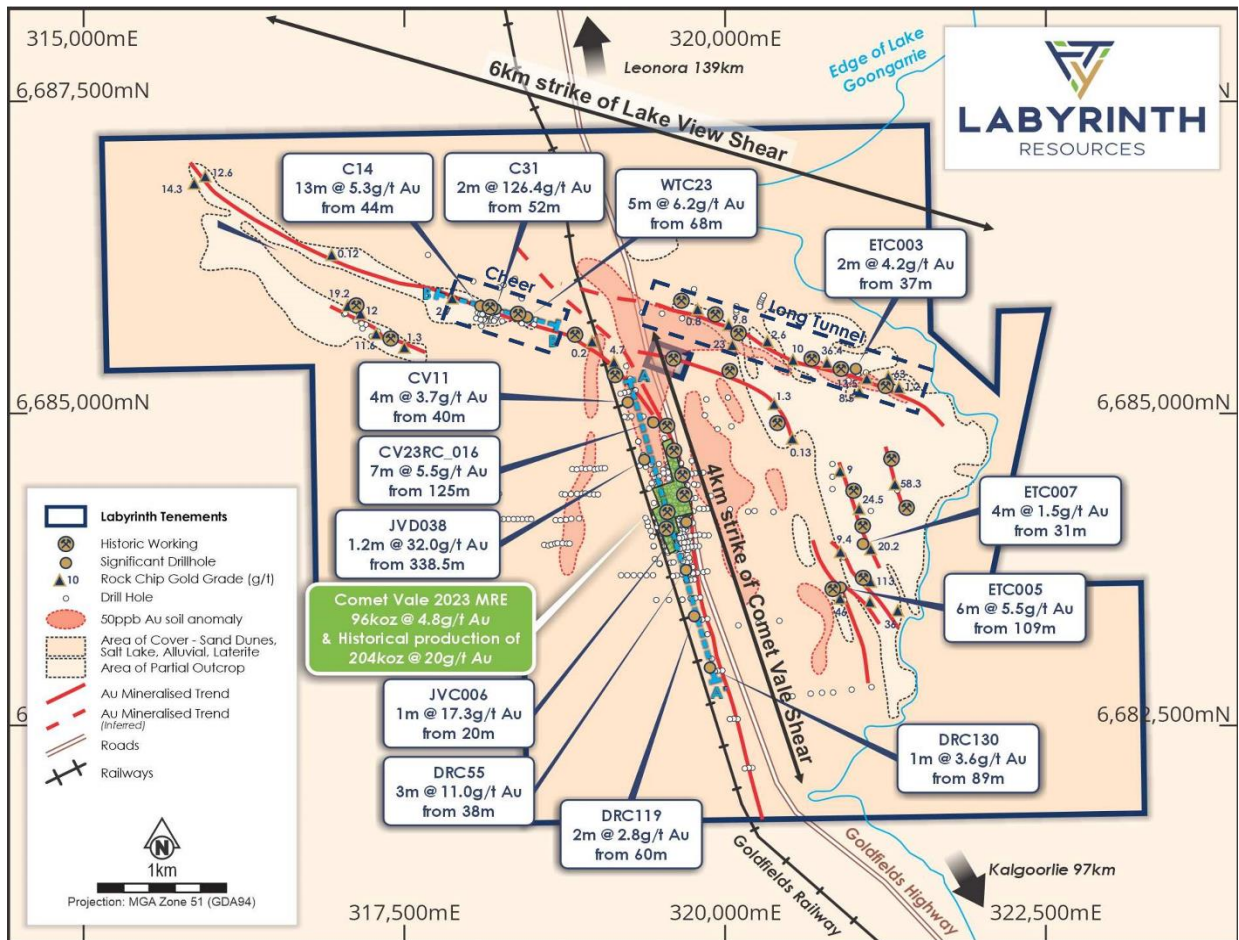 315,000mE
320,000mE
6,687,500mN
Leonora 139km
Edge of Lake
Goongarrie
LABYRINTH
RESOURCES
6km strike of Lake View Shear
C14
13m @ 5.3g/t Au
from 44m
C31
2m @ 126.4g/t Au
from 52m
WTC23
5m @ 6.2g/t Au
from 68m
ETC003
2m @ 4.2g/t Au
from 37m
12.6
14.3
0.12
19.2
12
11.6
1.3
Cheer
0.2
4.7
Long Tunnel
0.8
9.8
23
2.6
10
36.4
63
1.2
8.5
1.3
0.13
6,685,000mN
6,685,000mN
CV11
4m @ 3.7g/t Au
from 40m
CV23RC_016
7m @ 5.5g/t Au
from 125m
JVD038
1.2m @ 32.0g/t Au
from 338.5m
Comet Vale 2023 MRE
96koz @ 4.8g/t Au
& Historical production of
204koz @ 20g/t Au
JVC006
1m @ 17.3g/t Au
from 20m
DRC55
3m @ 11.0g/t Au
from 38m
DRC119
2m @ 2.8g/t Au
from 60m
A
A'
4km strike of Comet Vale Shear
9
24.5
58.3
9.4
20.2
113
46
36
ETC007
4m @ 1.5g/t Au
from 31m
ETC005
6m @ 5.5g/t Au
from 109m
DRC130
1m @ 3.6g/t Au
from 89m
6,682,500mN
Labyrinth Tenements
Historic Working
Significant Drillhole
10 Rock Chip Gold Grade (g/t)
Drill Hole
50ppb Au soil anomaly
Area of Cover - Sand Dunes,
Salt Lake, Alluvial, Laterite
Area of Partial Outcrop
Au Mineralised Trend
Au Mineralised Trend
(Inferred)
Roads
Railways
N
1km
Projection: MGA Zone 51 (GDA94)
Goldfields Railway
Goldfields Highway
Kalgoorlie 97km
317,500mE
320,000mE
322,500mE